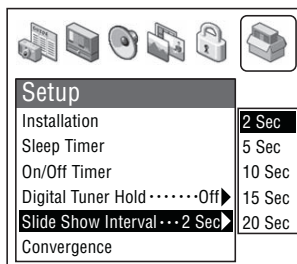 Setup
Installation
Sleep Timer
On/Off Timer
Digital Tuner Hold ·······Off
Slide Show Interval ··· 2 Sec
Convergence
2 Sec
5 Sec
10 Sec
15 Sec
20 Sec